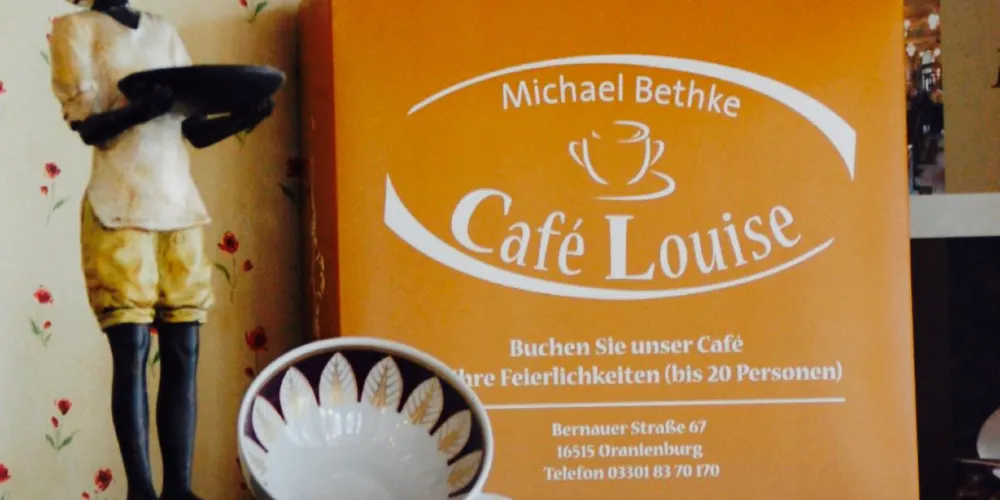 Michael Bethke
Café Louise
Buchen Sie unser Café
Ihre Feierlichkeiten (bis 20 Personen)
Bernauer Straße 67
16515 Oranienburg
Telefon 03301 83 70 170